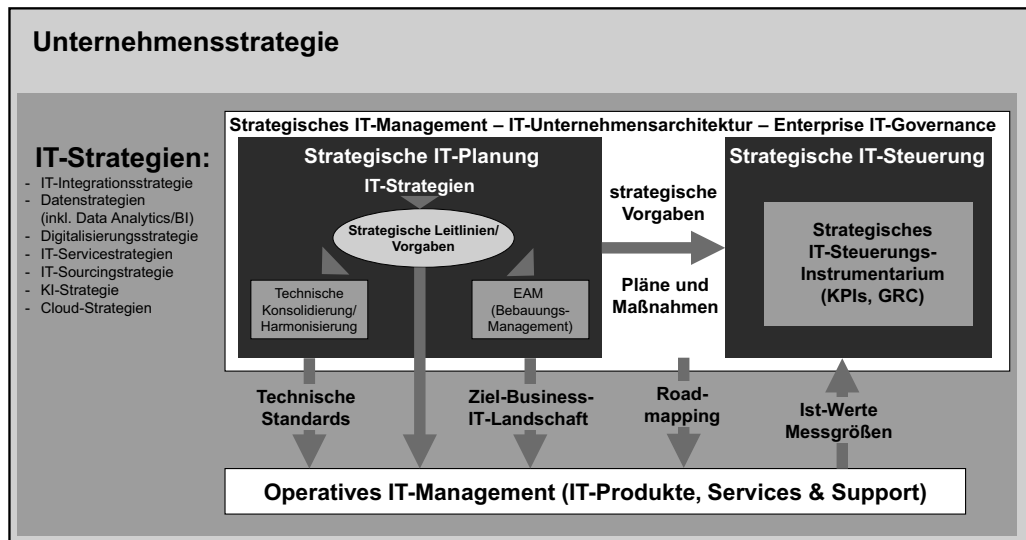 Unternehmensstrategie
IT-Strategien:
- IT-Integrationsstrategie
- Datenstrategien
(inkl. Data Analytics/BI)
- Digitalisierungsstrategie
- IT-Servicestrategien
- IT-Sourcingstrategie
- KI-Strategie
- Cloud-Strategien
Strategisches IT-Management – IT-Unternehmensarchitektur – Enterprise IT-Governance
Strategische IT-Planung
IT-Strategien
Strategische Leitlinien/
Vorgaben
Technische
Konsolidierung/
Harmonisierung
EAM
(Bebauungs-
Management)
strategische
Vorgaben
Pläne und
Maßnahmen
Strategische IT-Steuerung
Strategisches
IT-Steuerungs-
Instrumentarium
(KPIs, GRC)
Technische
Standards
Ziel-Business-
IT-Landschaft
Road-
mapping
Ist-Werte
Messgrößen
Operatives IT-Management (IT-Produkte, Services & Support)